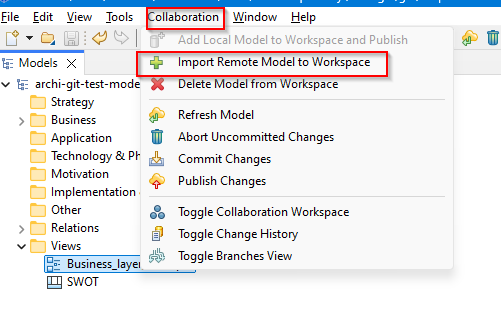 Edit View Tools Collaboration Window Help
Add Local Model to Workspace and Publish
Models
Import Remote Model to Workspace
archi-git-test-mode
Delete Model from Workspace
Strategy
Business
Refresh Model
Application
Abort Uncommitted Changes
Technology & Ph
Commit Changes
Motivation
Publish Changes
Implementation
Other
Toggle Collaboration Workspace
Relations
Toggle Change History
Views
Toggle Branches View
Business_layer
SWOT